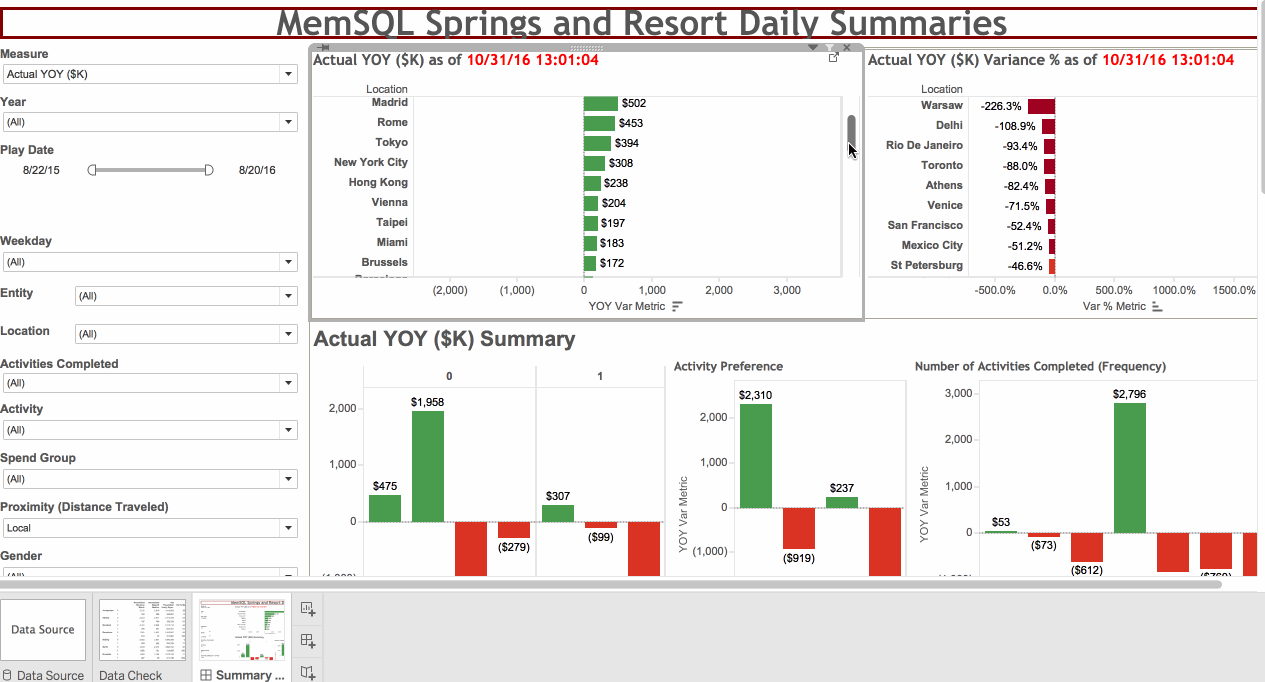 MemSQL Springs and Resort Daily Summaries
Measure
Actual YOY ($K)
Year
(All)
Play Date
8/22/15
8/20/16
Weekday
(All)
Entity
(All)
Location
(All)
Activities Completed
(All)
Activity
(All)
Spend Group
(All)
Proximity (Distance Traveled)
Local
Gender
(All)
Actual YOY ($K) as of 10/31/16 13:01:04
Location
Madrid $502
Rome $453
Tokyo $394
New York City $308
Hong Kong $238
Vienna $204
Taipei $197
Miami $183
Brussels $172
(2,000) (1,000) 0 1,000 2,000 3,000
YOY Var Metric
Actual YOY ($K) Variance % as of 10/31/16 13:01:04
Location
Warsaw -226.3%
Delhi -108.9%
Rio De Janeiro -93.4%
Toronto -88.0%
Athens -82.4%
Venice -71.5%
San Francisco -52.4%
Mexico City -51.2%
St Petersburg -46.6%
-500.0% 0.0% 500.0% 1000.0% 1500.0%
Var % Metric
Actual YOY ($K) Summary
0 1
2,000
1,000
0
$475
$1,958
($279)
$307
($99)
Activity Preference
YOY Var Metric
2,000
1,000
0
(1,000)
$2,310
($919)
$237
Number of Activities Completed (Frequency)
YOY Var Metric
3,000
2,000
1,000
0
$53
($73)
($612)
$2,796
Data Source
Data Source
Data Check
MemSQL Springs and Resort D
Summary ...